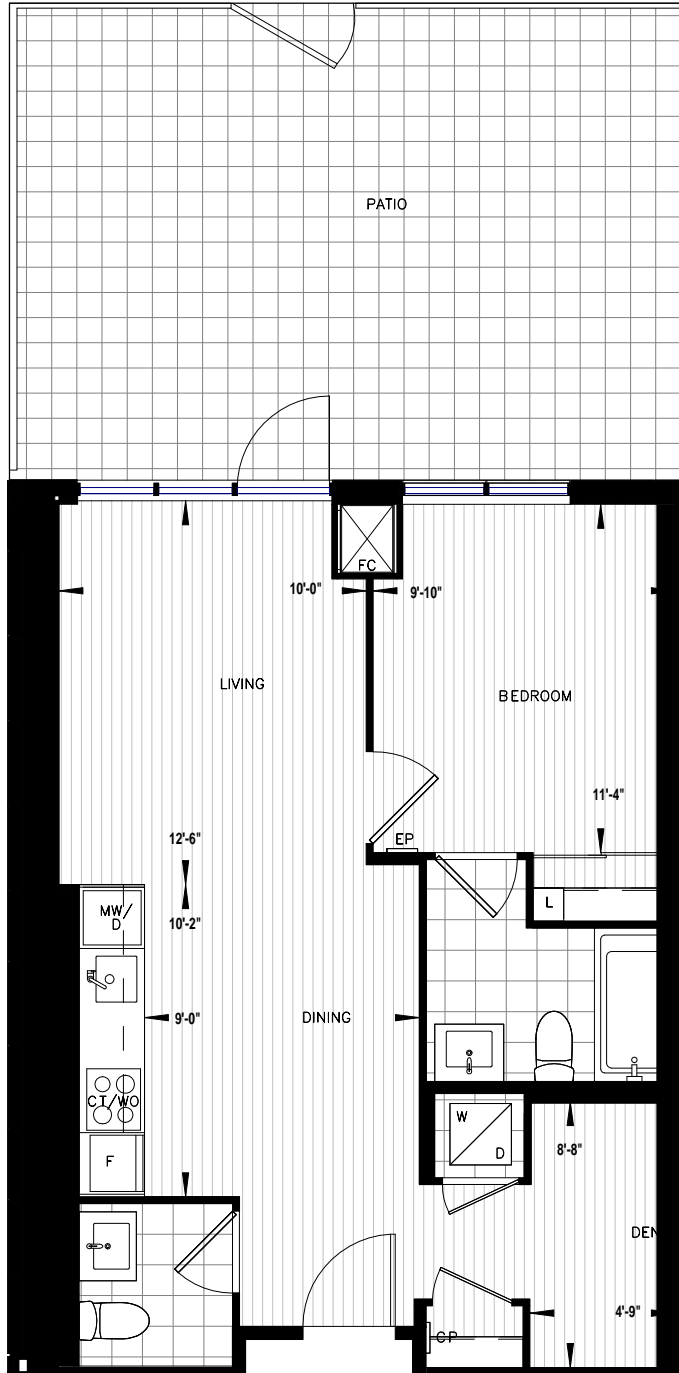 PATIO
FC
10'-0"
9'-10"
LIVING
BEDROOM
11'-4"
12'-6"
EP
MW/
D
10'-2"
L
9'-0"
DINING
CT/WO
W
D
F
8'-8"
DEN
4'-9"
CP